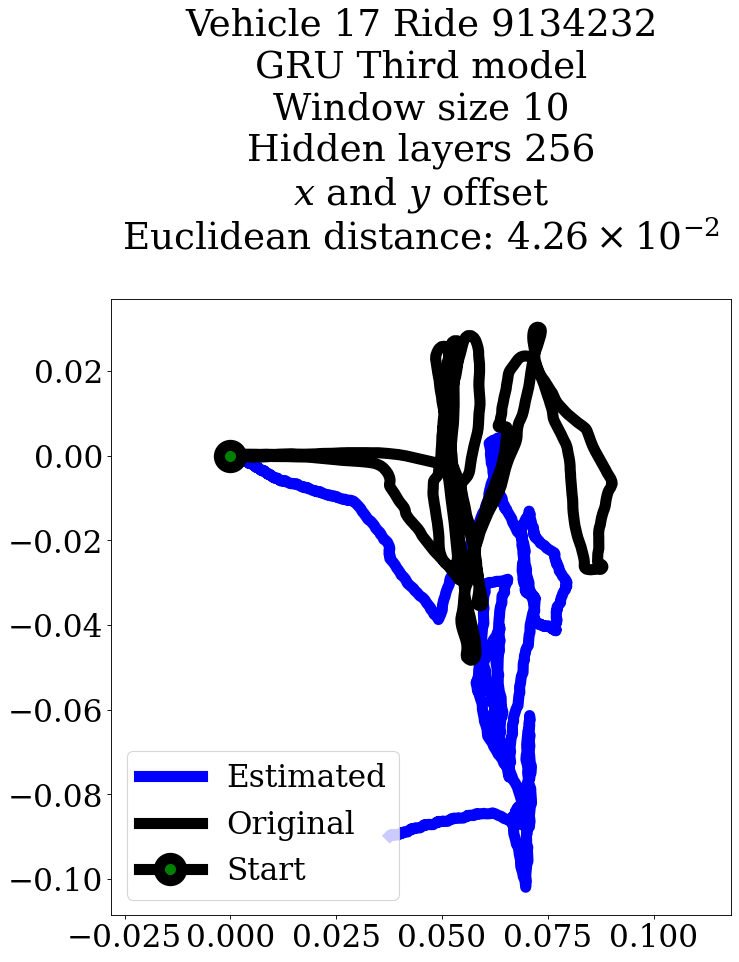 Vehicle 17 Ride 9134232
GRU Third model
Window size 10
Hidden layers 256
x and y offset
Euclidean distance: 4.26 × 10⁻²
0.02
0.00
−0.02
−0.04
−0.06
−0.08
−0.10
Estimated
Original
Start
−0.025 0.000 0.025 0.050 0.075 0.100